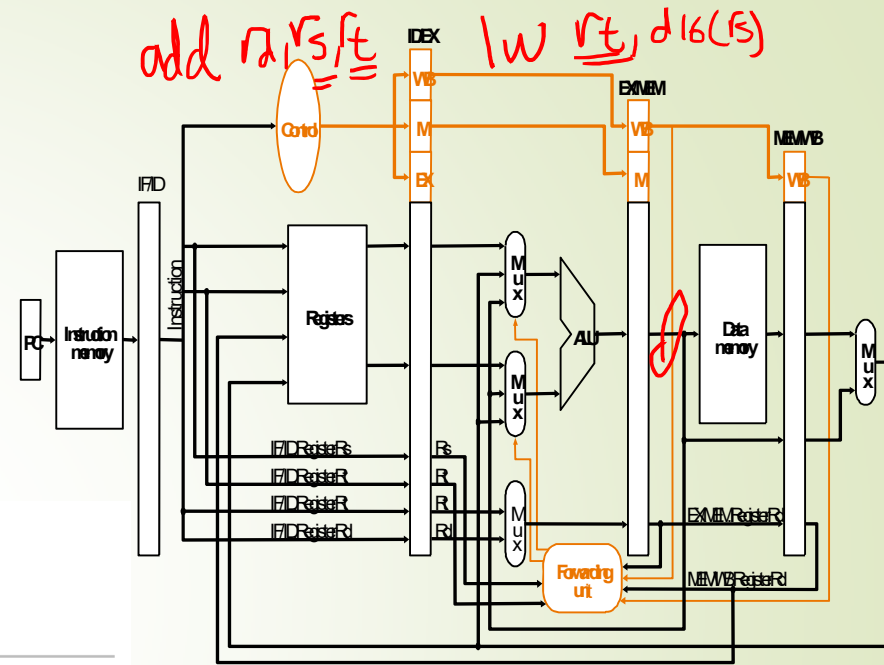 add rd,rs,rt lw rt, d16(rs)
ID/EX
WB
EX/MEM
Control
M
WB
MEM/WB
EX
M
WB
IF/ID
PC
Instruction
memory
Instruction
Registers
Mux
Mux
ALU
Data
memory
Mux
IF/ID.RegisterRs
Rs
IF/ID.RegisterRt
Rt
IF/ID.RegisterRt
Rt
IF/ID.RegisterRd
Rd
Mux
EX/MEM.RegisterRd
Forwarding
unit
MEM/WB.RegisterRd